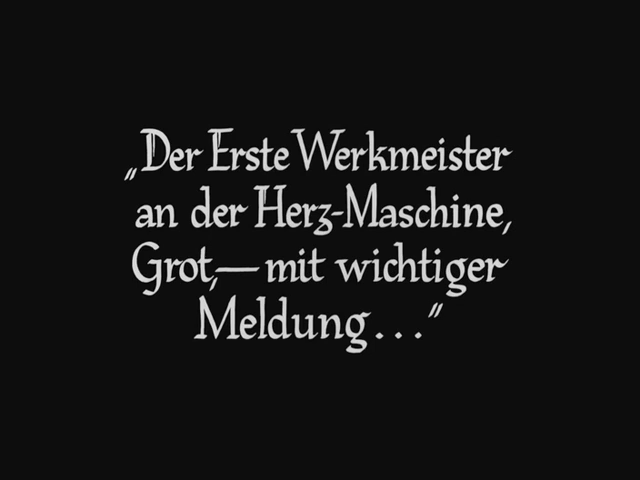 „Der Erste Werkmeister
an der Herz-Maschine,
Grot,—mit wichtiger
Meldung...“